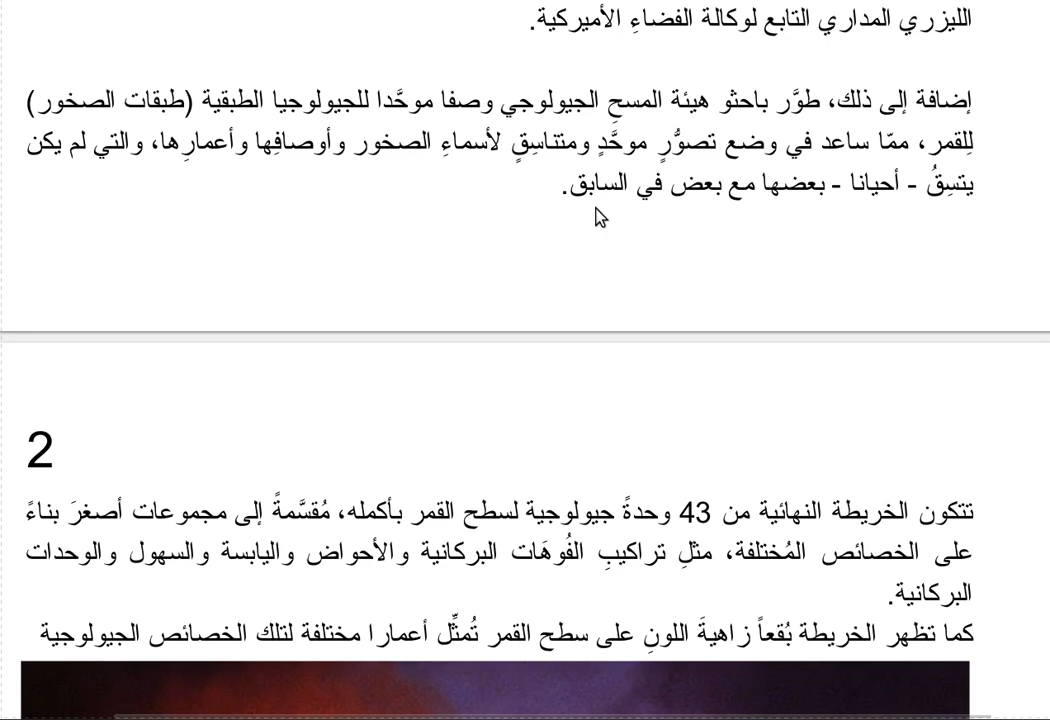 الليزري المداري التابع لوكالة الفضاءِ الأميركية.
إضافة إلى ذلك، طوَّر باحثو هيئة المسحِ الجيولوجي وصفا موحَّدا للجيولوجيا الطبقية (طبقات الصخور)
لِلقمر، ممّا ساعد في وضع تصوُّرٍ موحَّدٍ ومتناسِقٍ لأسماءِ الصخور وأوصافِها وأعمارِها، والتي لم يكن
يتسِقُ - أحيانا - بعضها مع بعض في السابق.
2
تتكون الخريطة النهائية من 43 وحدةً جيولوجية لسطح القمر بأكمله، مُقسَّمةً إلى مجموعات أصغرَ بناءً
على الخصائص المُختلفة، مثلِ تراكيبِ الفُوهَات البركانية والأحواض واليابسة والسهول والوحدات
البركانية.
كما تظهر الخريطة بُقعاً زاهيةَ اللونِ على سطح القمر تُمثِّل أعمارا مختلفة لتلك الخصائص الجيولوجية